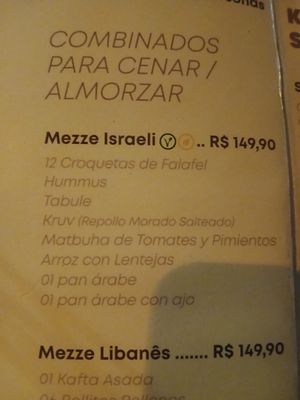 COMBINADOS
PARA CENAR /
ALMORZAR
Mezze Israeli .. R$ 149,90
12 Croquetas de Falafel
Hummus
Tabule
Kruv (Repollo Morado Salteado)
Matbuha de Tomates y Pimientos
Arroz con Lentejas
01 pan árabe
01 pan árabe con ajo
Mezze Libanês ....... R$ 149,90
01 Kafta Asada